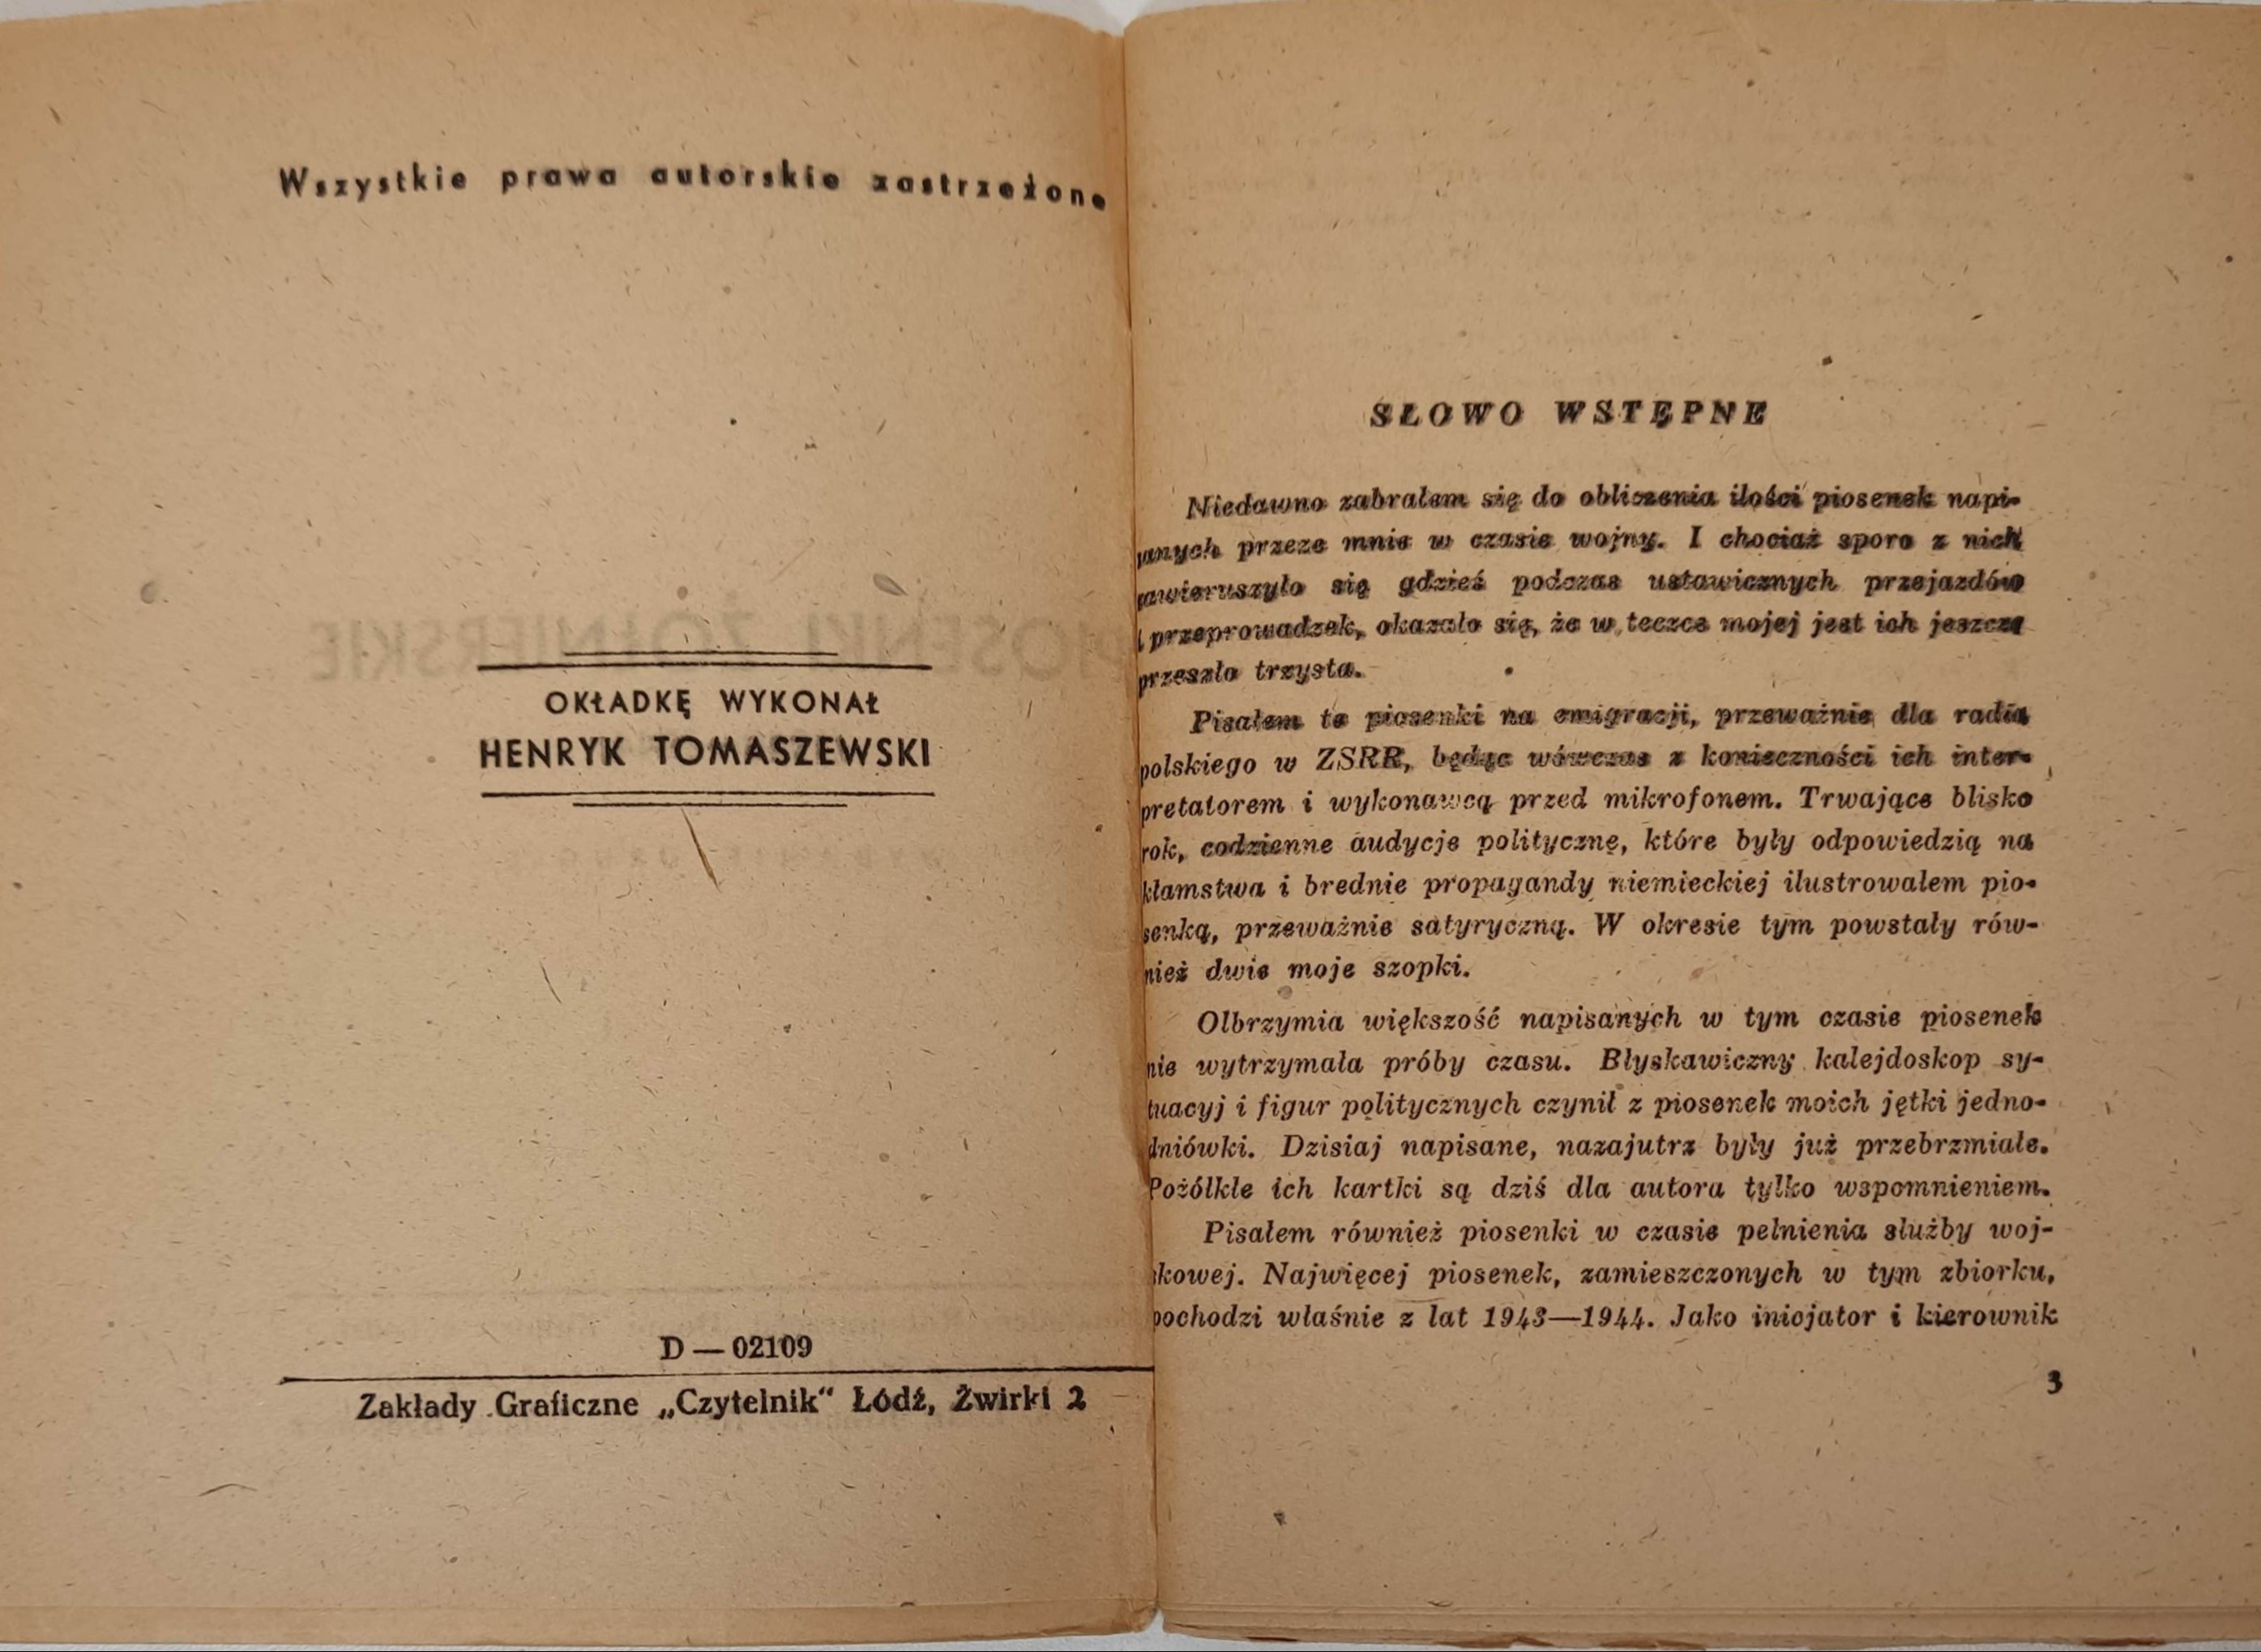 Wszystkie prawa autorskie zastrzeżone
OKŁADKĘ WYKONAŁ
HENRYK TOMASZEWSKI
D — 02109
Zakłady Graficzne „Czytelnik“ Łódź, Żwirki 2
SŁOWO WSTĘPNE
Niedawno zabrałem się do obliczenia ilości piosenek napi-
sanych przeze mnie w czasie wojny. I chociaż sporo z nich
zawieruszyło się gdzieś podczas ustawicznych przejazdów
i przeprowadzek, okazało się, że w teczce mojej jest ich jeszcze
przeszło trzysta.
Pisałem te piosenki na emigracji, przeważnie dla radia
polskiego w ZSRR, będąc wówczas z konieczności ich inter-
pretatorem i wykonawcą przed mikrofonem. Trwające blisko
rok, codzienne audycje polityczne, które były odpowiedzią na
kłamstwa i brednie propagandy niemieckiej ilustrowałem pio-
senką, przeważnie satyryczną. W okresie tym powstały rów-
nież dwie moje szopki.
Olbrzymia większość napisanych w tym czasie piosenek
nie wytrzymała próby czasu. Błyskawiczny kalejdoskop sy-
tuacyj i figur politycznych czynił z piosenek moich jętki jedno-
dniówki. Dzisiaj napisane, nazajutrz były już przebrzmiałe.
Pożółkłe ich kartki są dziś dla autora tylko wspomnieniem.
Pisałem również piosenki w czasie pełnienia służby woj-
skowej. Najwięcej piosenek, zamieszczonych w tym zbiorku,
pochodzi właśnie z lat 1943—1944. Jako inicjator i kierownik
3